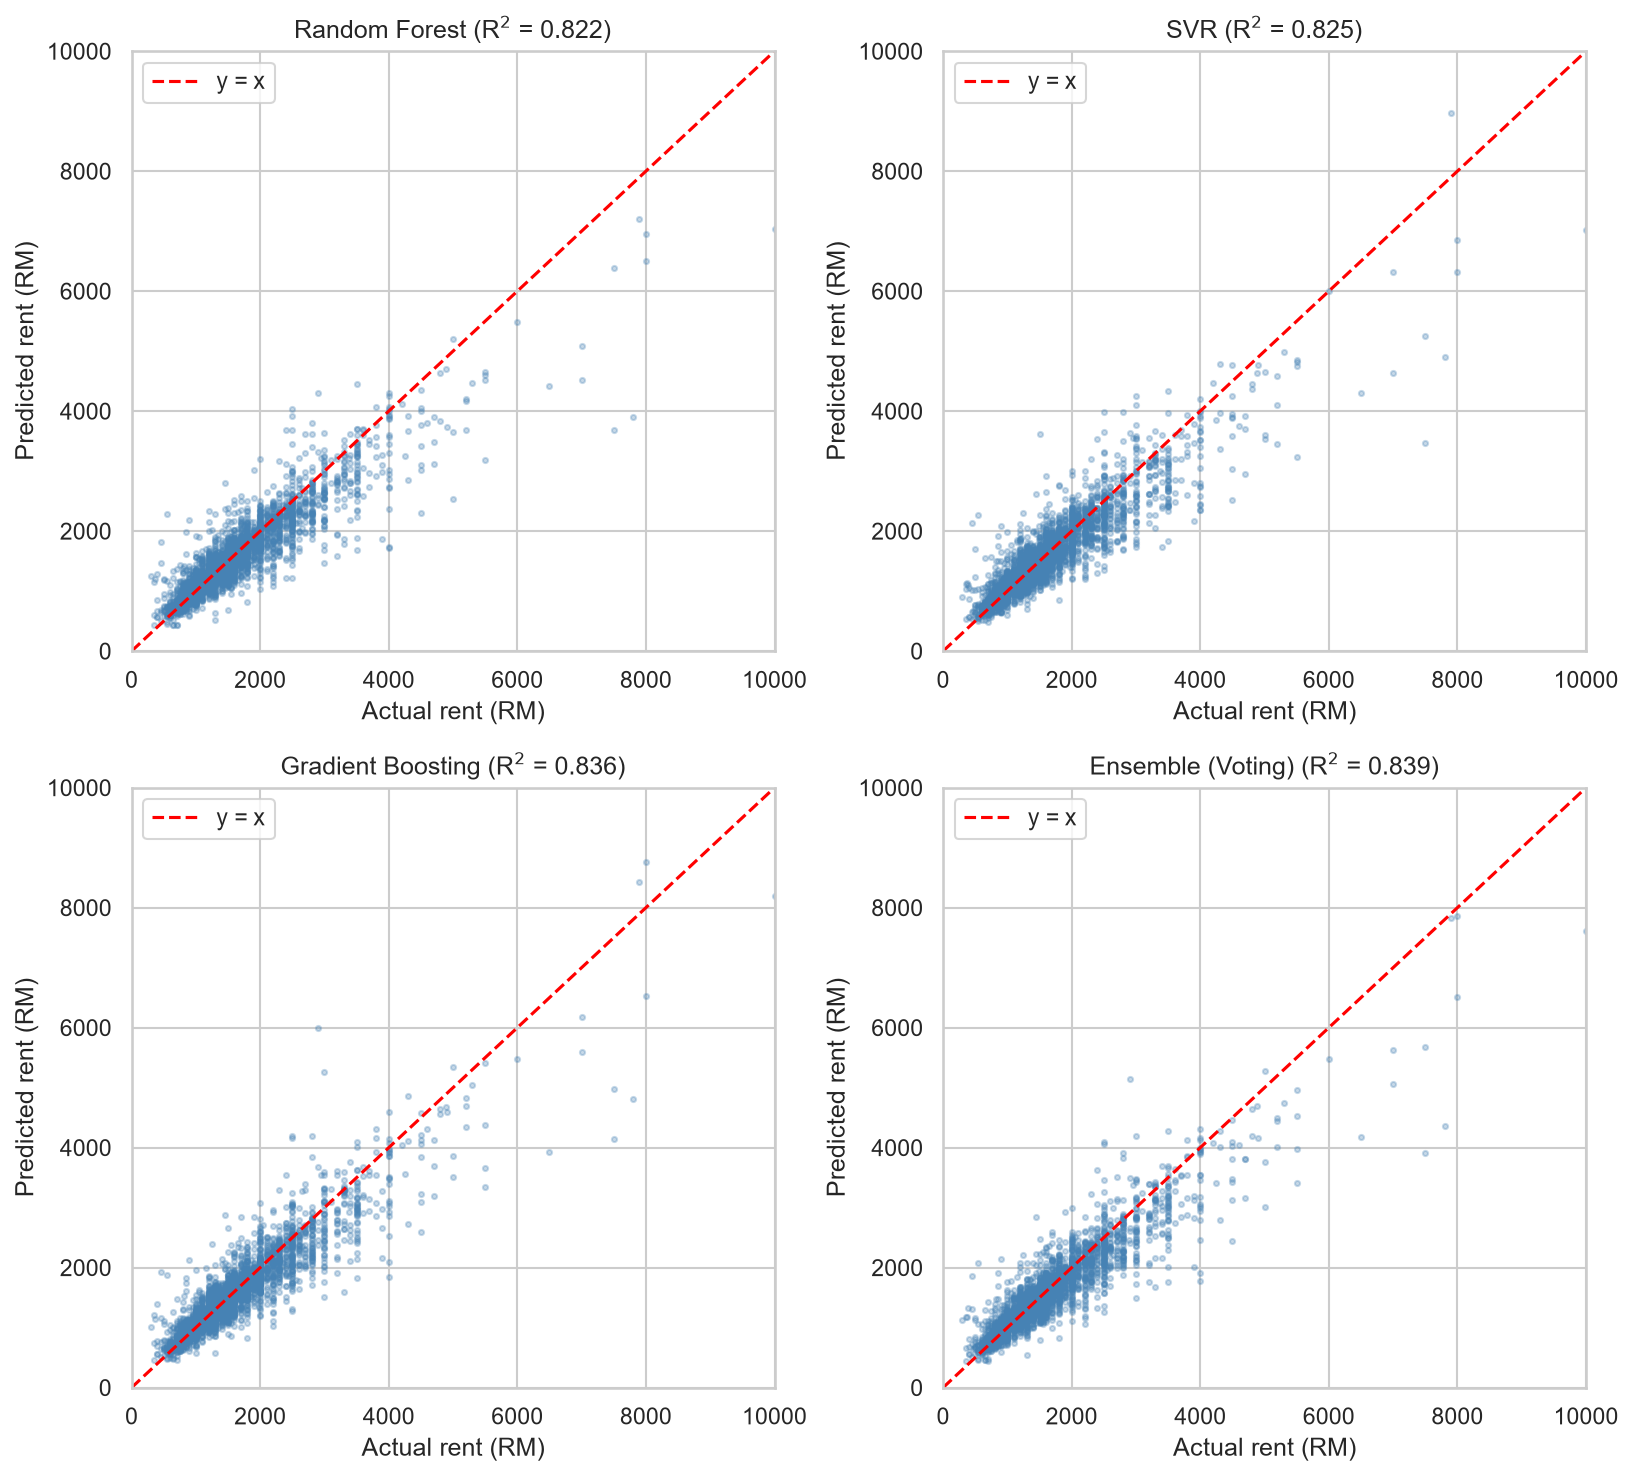 Random Forest (R² = 0.822)
y = x
10000
8000
6000
4000
2000
0
Predicted rent (RM)
0 2000 4000 6000 8000 10000
Actual rent (RM)
SVR (R² = 0.825)
y = x
10000
8000
6000
4000
2000
0
Predicted rent (RM)
0 2000 4000 6000 8000 10000
Actual rent (RM)
Gradient Boosting (R² = 0.836)
y = x
10000
8000
6000
4000
2000
0
Predicted rent (RM)
0 2000 4000 6000 8000 10000
Actual rent (RM)
Ensemble (Voting) (R² = 0.839)
y = x
10000
8000
6000
4000
2000
0
Predicted rent (RM)
0 2000 4000 6000 8000 10000
Actual rent (RM)